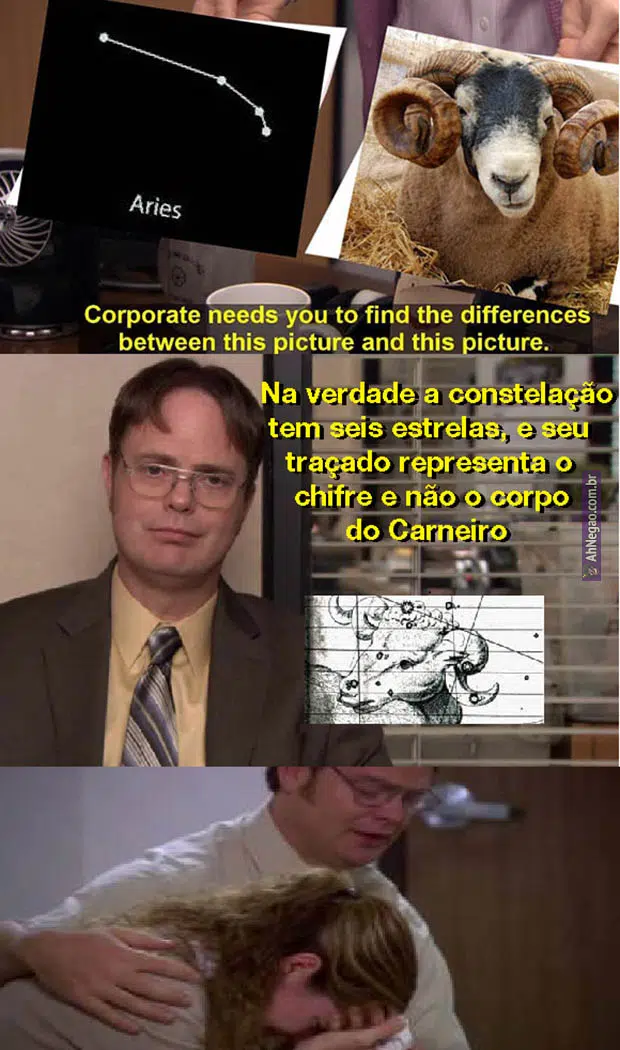 Aries
Corporate needs you to find the differences
between this picture and this picture.
Na verdade a constelação
tem seis estrelas, e seu
traçado representa o
chifre e não o corpo
do Carneiro
AhNegao.com.br